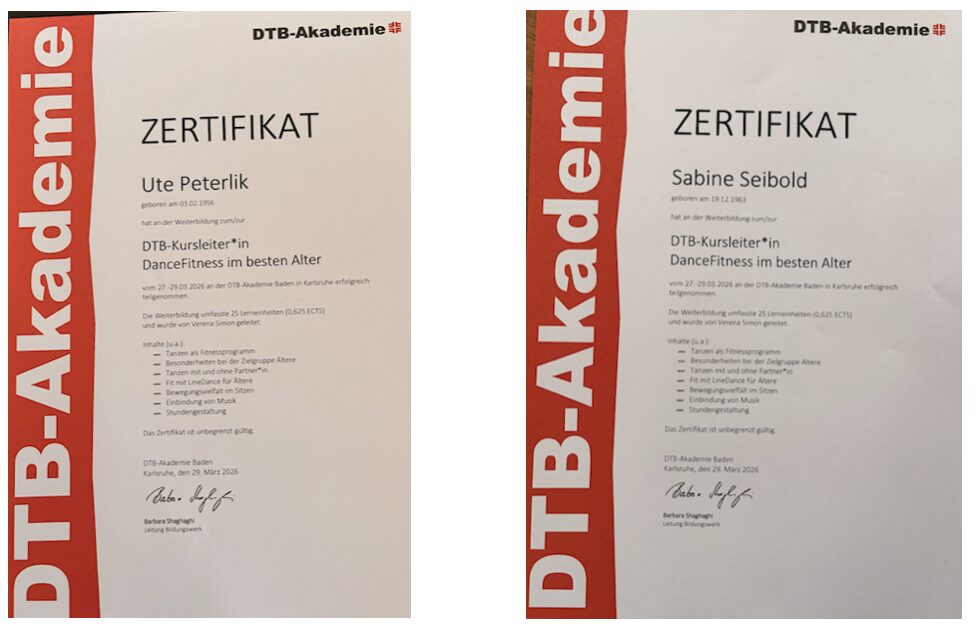 DTB-Akademie
DTB-Akademie
ZERTIFIKAT
Ute Peterlik
geboren am 03.02.1956
hat an der Weiterbildung zum/zur
DTB-Kursleiter*in
DanceFitness im besten Alter
vom 27.-29.03.2026 an der DTB-Akademie Baden in Karlsruhe erfolgreich
teilgenommen.
Die Weiterbildung umfasste 25 Lerneinheiten (0,625 ECTS)
und wurde von Verena Simon geleitet.
Inhalte (u.a.):
— Tanzen als Fitnessprogramm
— Besonderheiten bei der Zielgruppe Ältere
— Tanzen mit und ohne Partner*in
— Fit mit LineDance für Ältere
— Bewegungsvielfalt im Sitzen
— Einbindung von Musik
— Stundengestaltung
Das Zertifikat ist unbegrenzt gültig.
DTB-Akademie Baden
Karlsruhe, den 29. März 2026
Barbara Shaghaghi
Leitung Bildungswerk
DTB-Akademie
DTB-Akademie
ZERTIFIKAT
Sabine Seibold
geboren am 19.12.1963
hat an der Weiterbildung zum/zur
DTB-Kursleiter*in
DanceFitness im besten Alter
vom 27.-29.03.2026 an der DTB-Akademie Baden in Karlsruhe erfolgreich
teilgenommen.
Die Weiterbildung umfasste 25 Lerneinheiten (0,625 ECTS)
und wurde von Verena Simon geleitet.
Inhalte (u.a.):
— Tanzen als Fitnessprogramm
— Besonderheiten bei der Zielgruppe Ältere
— Tanzen mit und ohne Partner*in
— Fit mit LineDance für Ältere
— Bewegungsvielfalt im Sitzen
— Einbindung von Musik
— Stundengestaltung
Das Zertifikat ist unbegrenzt gültig.
DTB-Akademie Baden
Karlsruhe, den 29. März 2026
Barbara Shaghaghi
Leitung Bildungswerk